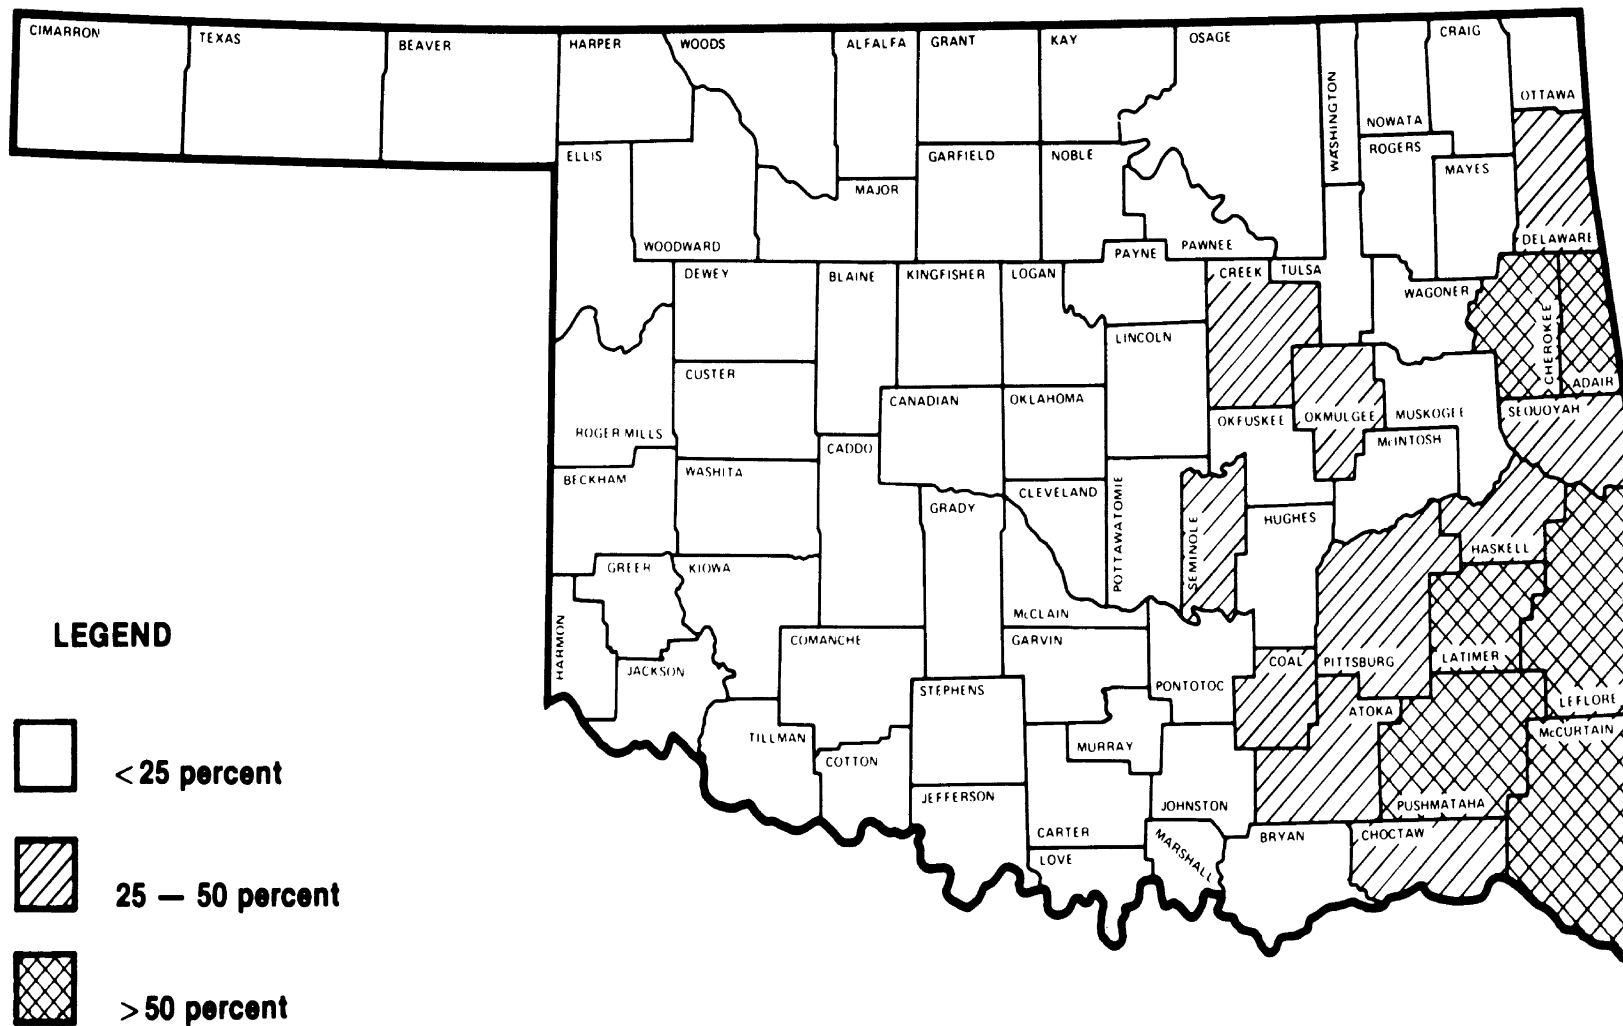 CIMARRON
TEXAS
BEAVER
HARPER
WOODS
ALFALFA
GRANT
KAY
OSAGE
WASHINGTON
NOWATA
CRAIG
OTTAWA
ELLIS
WOODWARD
MAJOR
GARFIELD
NOBLE
PAWNEE
ROGERS
MAYES
DELAWARE
DEWEY
BLAINE
KINGFISHER
LOGAN
PAYNE
CREEK
TULSA
WAGONER
CHEROKEE
ADAIR
ROGER MILLS
CUSTER
CANADIAN
OKLAHOMA
LINCOLN
OKFUSKEE
OKMULGEE
MUSKOGEE
SEQUOYAH
BECKHAM
WASHITA
CADDO
GRADY
CLEVELAND
POTTAWATOMIE
SEMINOLE
HUGHES
McINTOSH
HASKELL
HARMON
GREER
KIOWA
McCLAIN
JACKSON
COMANCHE
GARVIN
PONTOTOC
COAL
PITTSBURG
LATIMER
LEFLORE
TILLMAN
COTTON
STEPHENS
MURRAY
ATOKA
McCURTAIN
JEFFERSON
CARTER
JOHNSTON
PUSHMATAHA
LOVE
MARSHALL
BRYAN
CHOCTAW
LEGEND
<25 percent
25 — 50 percent
>50 percent